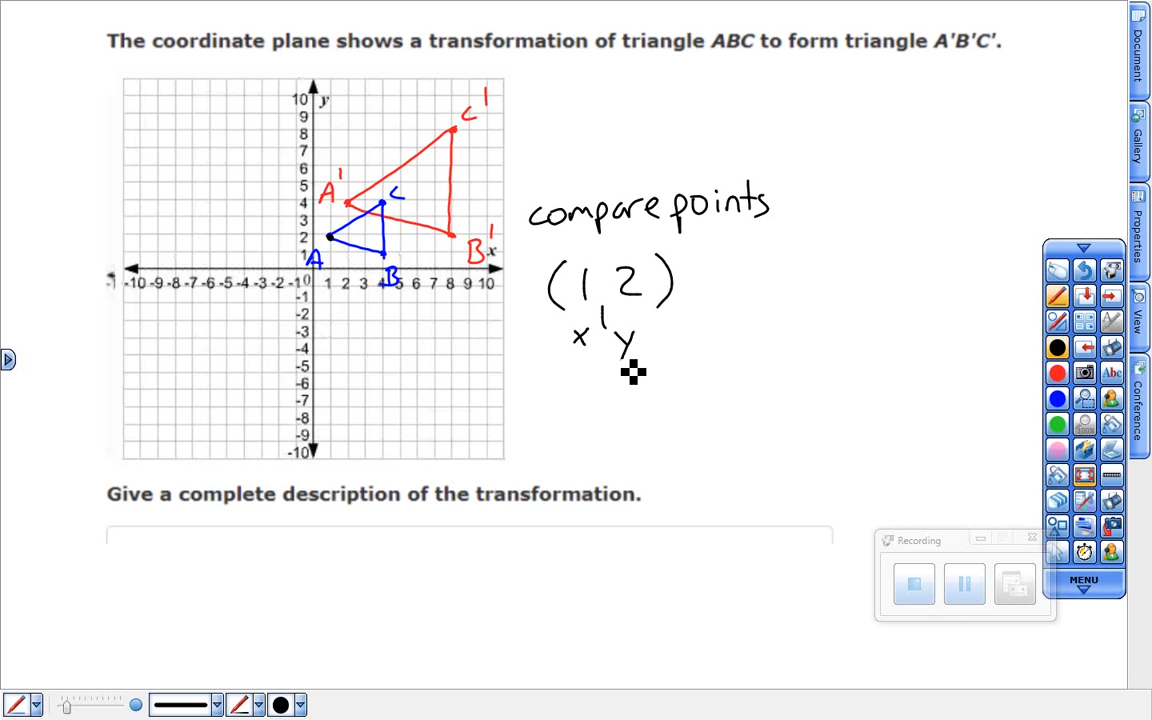 The coordinate plane shows a transformation of triangle ABC to form triangle A'B'C'.
10 y
9
8
7
6
5
4
3
2
1
C'
A'
C
A
B
B'
x
-1 -10 -9 -8 -7 -6 -5 -4 -3 -2 -1 0 1 2 3 4 5 6 7 8 9 10
-1
-2
-3
-4
-5
-6
-7
-8
-9
-10
compare points
(1, 2)
x y
Give a complete description of the transformation.
Document
Gallery
Properties
View
Conference
Abc
MENU
Recording